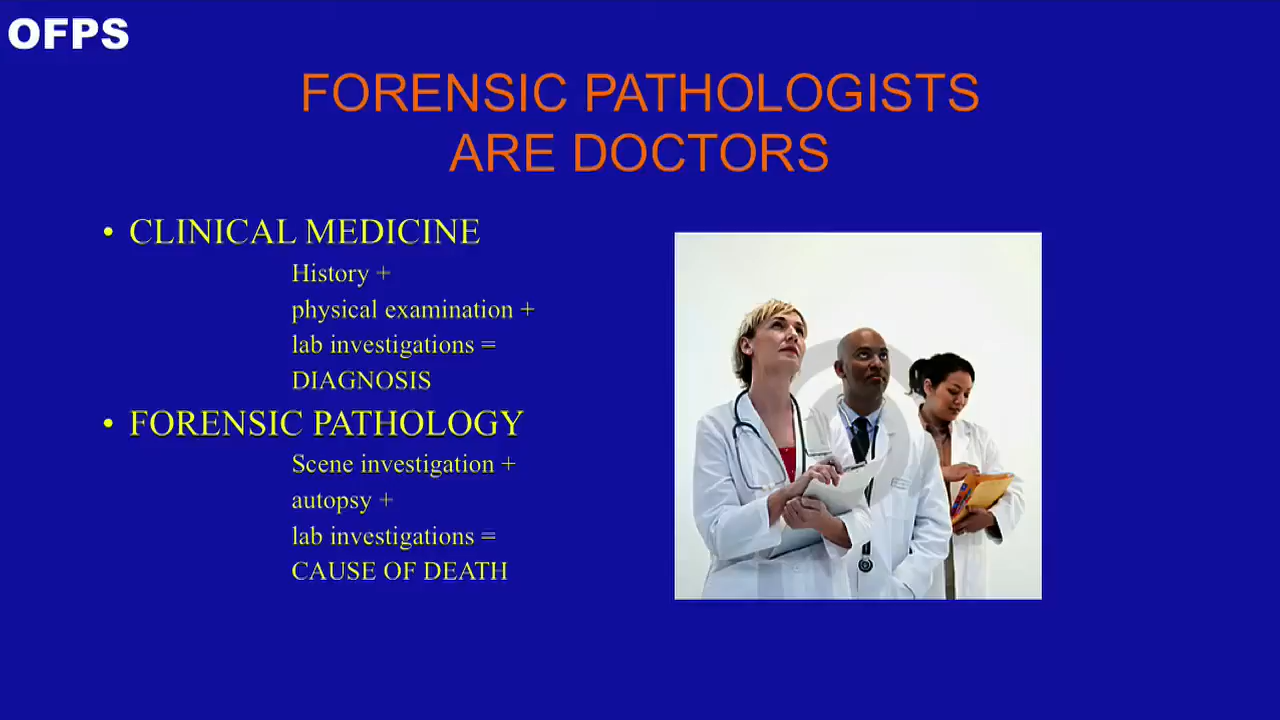 OFPS
FORENSIC PATHOLOGISTS
ARE DOCTORS
• CLINICAL MEDICINE
History +
physical examination +
lab investigations =
DIAGNOSIS
• FORENSIC PATHOLOGY
Scene investigation +
autopsy +
lab investigations =
CAUSE OF DEATH